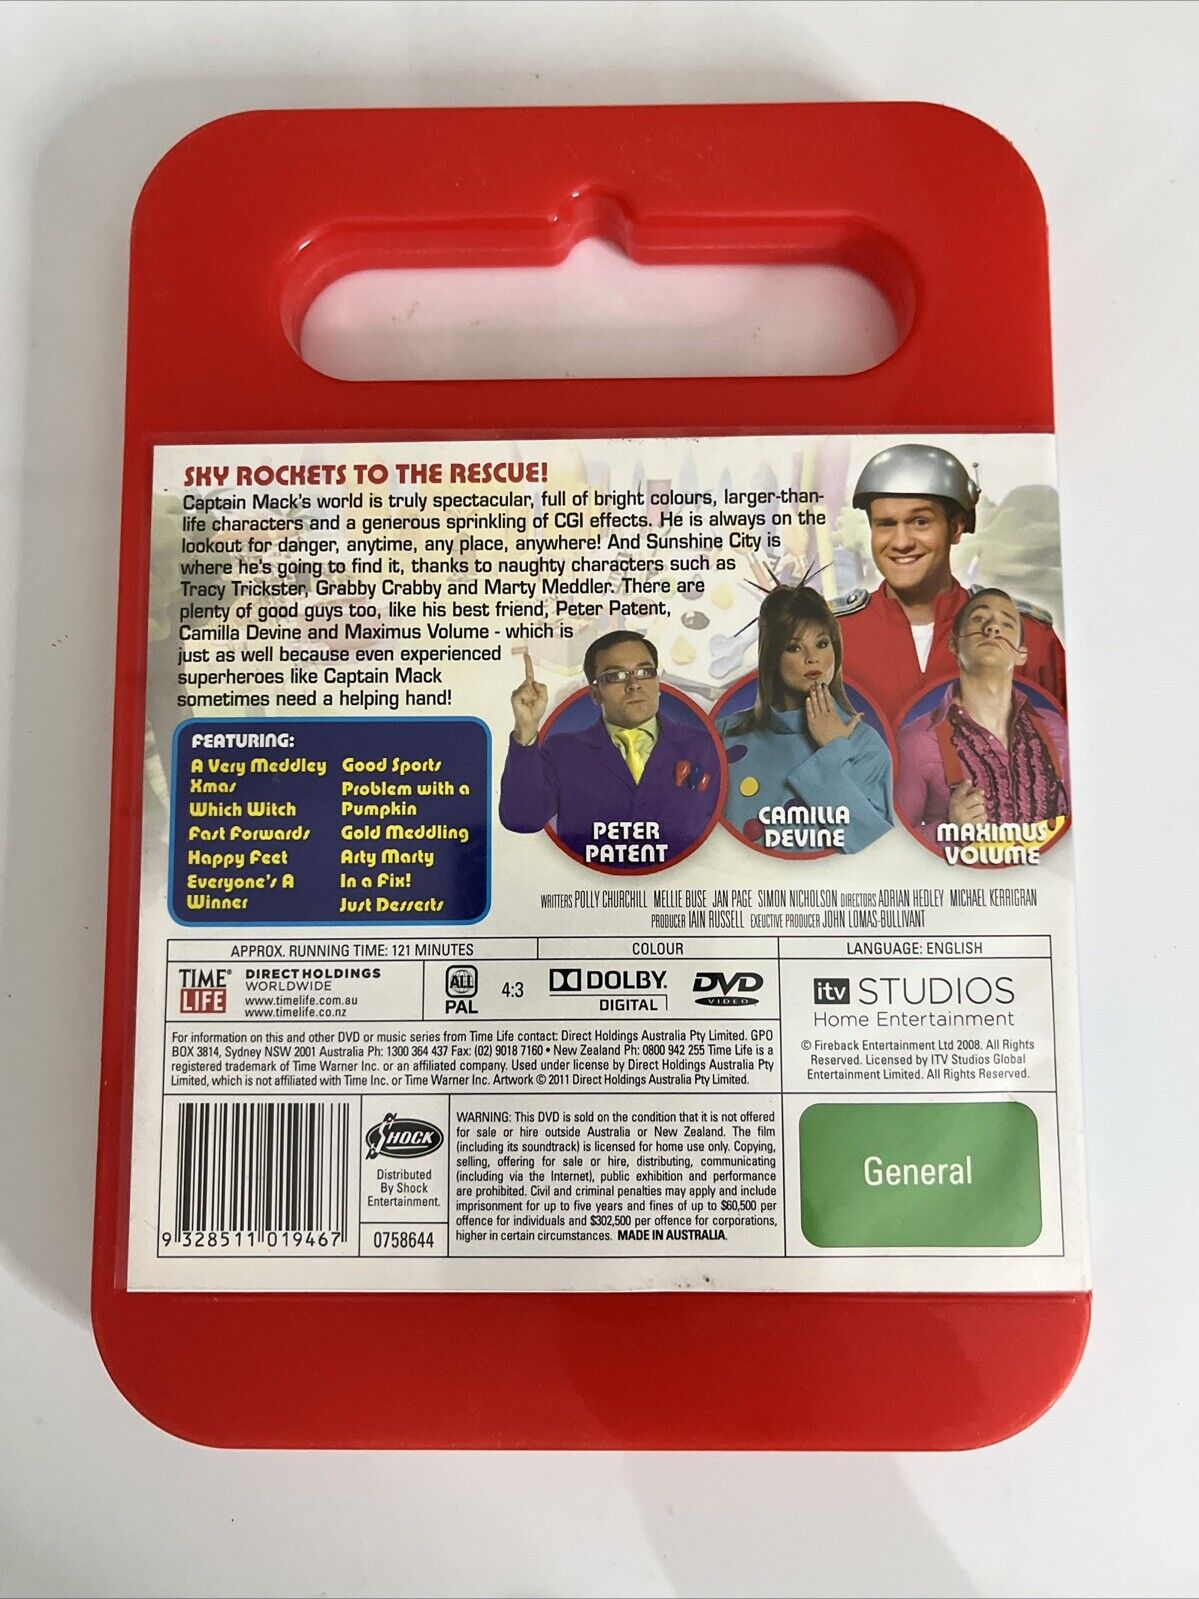 SKY ROCKETS TO THE RESCUE!
Captain Mack's world is truly spectacular, full of bright colours, larger-than-
life characters and a generous sprinkling of CGI effects. He is always on the
lookout for danger, anytime, any place, anywhere! And Sunshine City is
where he's going to find it, thanks to naughty characters such as
Tracy Trickster, Grabby Crabby and Marty Meddler. There are
plenty of good guys too, like his best friend, Peter Patent,
Camilla Devine and Maximus Volume - which is
just as well because even experienced
superheroes like Captain Mack
sometimes need a helping hand!
FEATURING:
A Very Meddley
Xmas
Which Witch
Fast Forwards
Happy Feet
Everyone's A
Winner
Good Sports
Problem with a
Pumpkin
Gold Meddling
Arty Marty
In a Fix!
Just Desserts
PETER
PATENT
CAMILLA
DEVINE
MAXIMUS
VOLUME
WRITERS POLLY CHURCHILL MELLIE BUSE JAN PAGE SIMON NICHOLSON DIRECTORS ADRIAN HEDLEY MICHAEL KERRIGRAN
PRODUCER IAIN RUSSELL EXEUCTIVE PRODUCER JOHN LOMAS-BULLIVANT
APPROX. RUNNING TIME: 121 MINUTES
COLOUR
LANGUAGE: ENGLISH
TIME
LIFE
DIRECT HOLDINGS
WORLDWIDE
www.timelife.com.au
www.timelife.co.nz
ALL
PAL
4:3
DOLBY.
DIGITAL
DVD
VIDEO
itv STUDIOS
Home Entertainment
For information on this and other DVD or music series from Time Life contact: Direct Holdings Australia Pty Limited. GPO
BOX 3814, Sydney NSW 2001 Australia Ph: 1300 364 437 Fax: (02) 9018 7160 • New Zealand Ph: 0800 942 255 Time Life is a
registered trademark of Time Warner Inc. or an affiliated company. Used under license by Direct Holdings Australia Pty
Limited, which is not affiliated with Time Inc. or Time Warner Inc. Artwork © 2011 Direct Holdings Australia Pty Limited.
© Fireback Entertainment Ltd 2008. All Rights
Reserved. Licensed by ITV Studios Global
Entertainment Limited. All Rights Reserved.
9 328511 019467
SHOCK
Distributed
By Shock
Entertainment.
0758644
WARNING: This DVD is sold on the condition that it is not offered
for sale or hire outside Australia or New Zealand. The film
(including its soundtrack) is licensed for home use only. Copying,
selling, offering for sale or hire, distributing, communicating
(including via the Internet), public exhibition and performance
are prohibited. Civil and criminal penalties may apply and include
imprisonment for up to five years and fines of up to $60,500 per
offence for individuals and $302,500 per offence for corporations,
higher in certain circumstances. MADE IN AUSTRALIA.
General